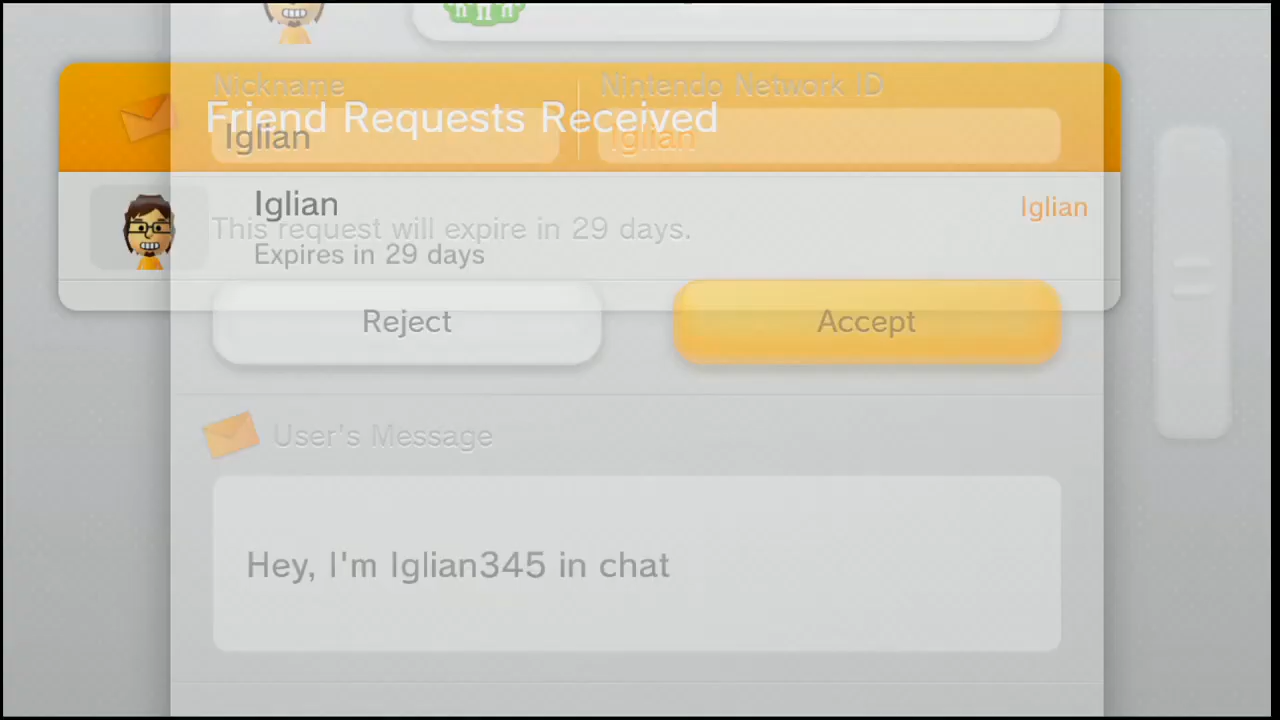 Nickname
Nintendo Network ID
Friend Requests Received
Iglian
Iglian
Iglian
Iglian
This request will expire in 29 days.
Expires in 29 days
Reject
Accept
User's Message
Hey, I'm Iglian345 in chat